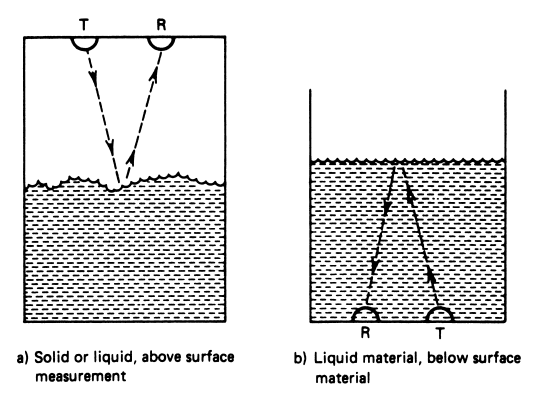 T R
R T
a) Solid or liquid, above surface
measurement
b) Liquid material, below surface
material